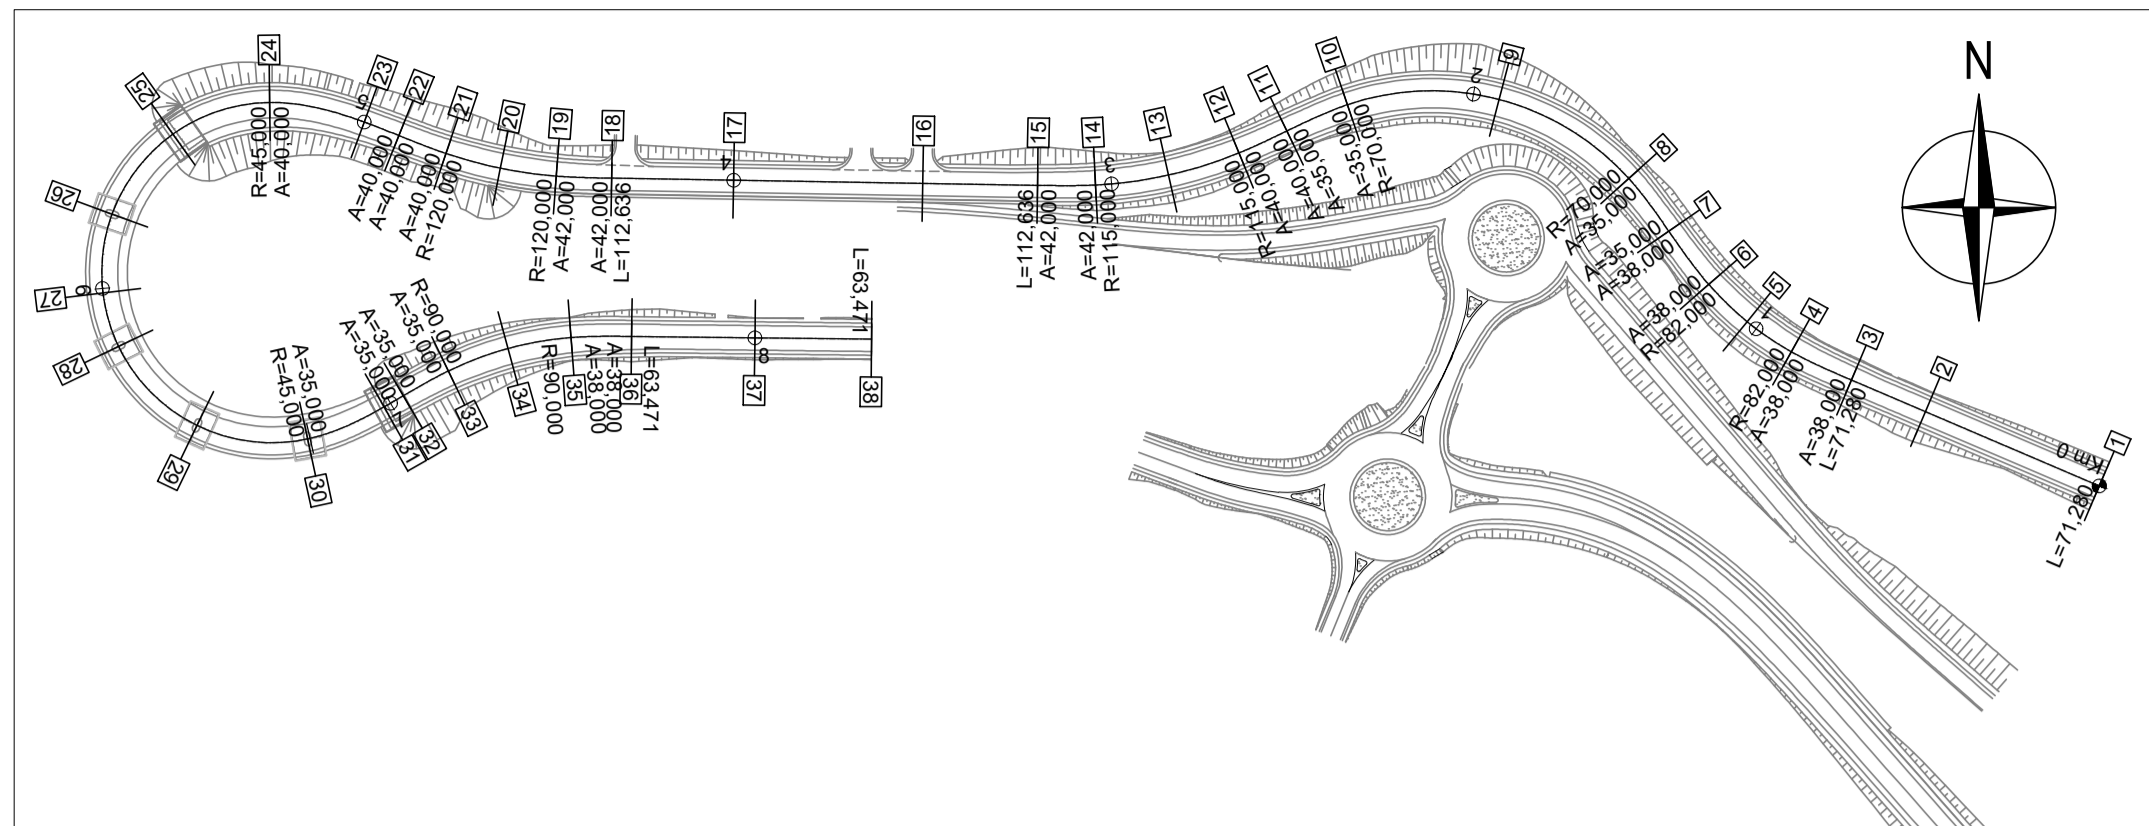 N
1
Km 0
L=71,280
2
3
A=38,000
L=71,280
4
R=82,000
A=38,000
5
1
6
A=38,000
R=82,000
7
A=35,000
A=38,000
8
R=70,000
A=35,000
9
2
10
A=35,000
R=70,000
11
A=40,000
A=35,000
12
R=115,000
A=40,000
13
14
3
A=42,000
R=115,000
15
L=112,636
A=42,000
16
17
4
18
A=42,000
L=112,636
19
R=120,000
A=42,000
20
21
A=40,000
R=120,000
22
A=40,000
A=40,000
23
5
24
R=45,000
A=40,000
25
26
27
6
28
29
30
A=35,000
R=45,000
31
7
32
A=35,000
A=35,000
33
R=90,000
A=35,000
34
35
R=90,000
A=38,000
36
A=38,000
L=63,471
37
8
38
L=63,471